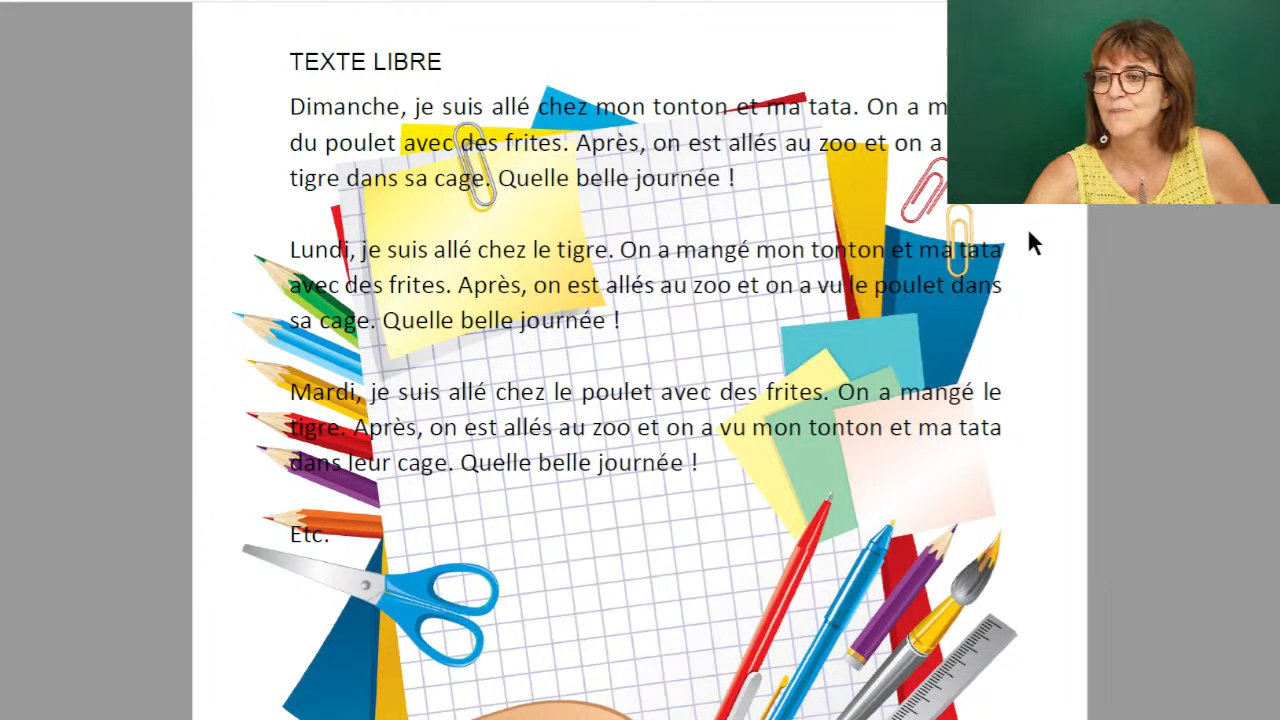 TEXTE LIBRE
Dimanche, je suis allé chez mon tonton et ma tata. On a
du poulet avec des frites. Après, on est allés au zoo et on a
tigre dans sa cage. Quelle belle journée !
Lundi, je suis allé chez le tigre. On a mangé mon tonton et ma tata
avec des frites. Après, on est allés au zoo et on a vu le poulet dans
sa cage. Quelle belle journée !
Mardi, je suis allé chez le poulet avec des frites. On a mangé le
tigre. Après, on est allés au zoo et on a vu mon tonton et ma tata
dans leur cage. Quelle belle journée !
Etc.